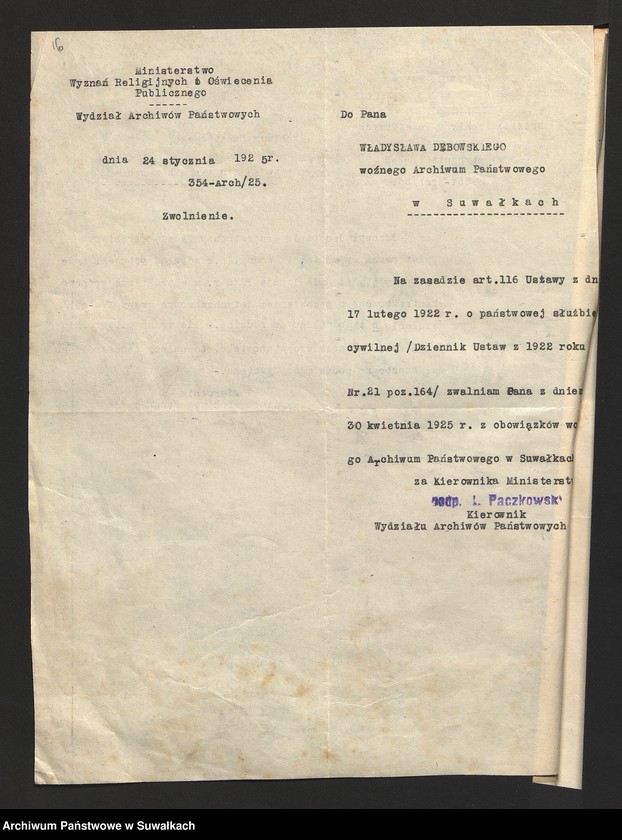 16
Ministerstwo
Wyznań Religijnych i Oświecenia
Publicznego
Wydział Archiwów Państwowych
dnia 24 stycznia 1925r.
354-Arch/25.
Zwolnienie.
Do Pana
WŁADYSŁAWA DĘBOWSKIEGO
woźnego Archiwum Państwowego
w Suwałkach
Na zasadzie art.116 Ustawy z dn
17 lutego 1922 r. o państwowej służbie
cywilnej /Dziennik Ustaw z 1922 roku
Nr.21 poz.164/ zwalniam Pana z dniem
30 kwietnia 1925 r. z obowiązków wo
go Archiwum Państwowego w Suwałkach
za Kierownika Ministerst
podp. Paczkowski
Kierownik
Wydziału Archiwów Państwowych
Archiwum Państwowe w Suwałkach